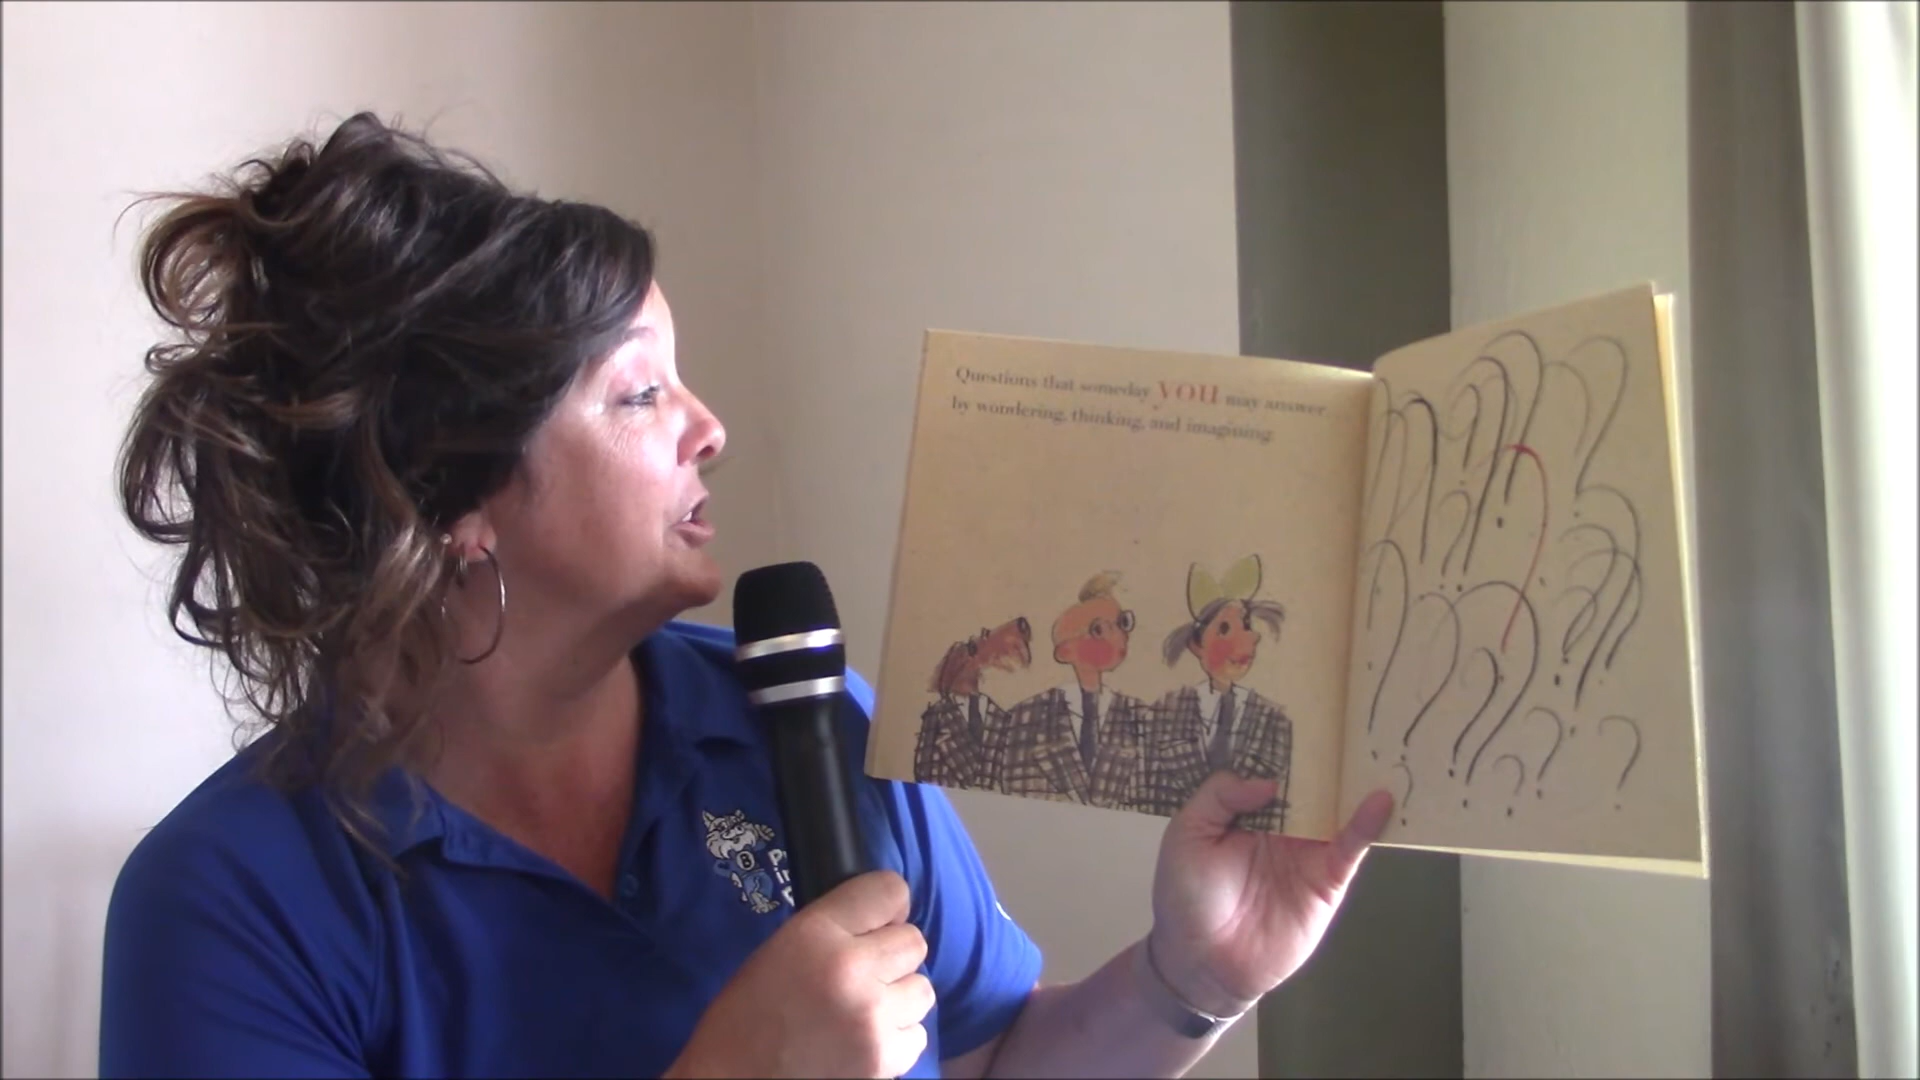 Questions that someday you may answer
by wondering, thinking, and imagining.
B